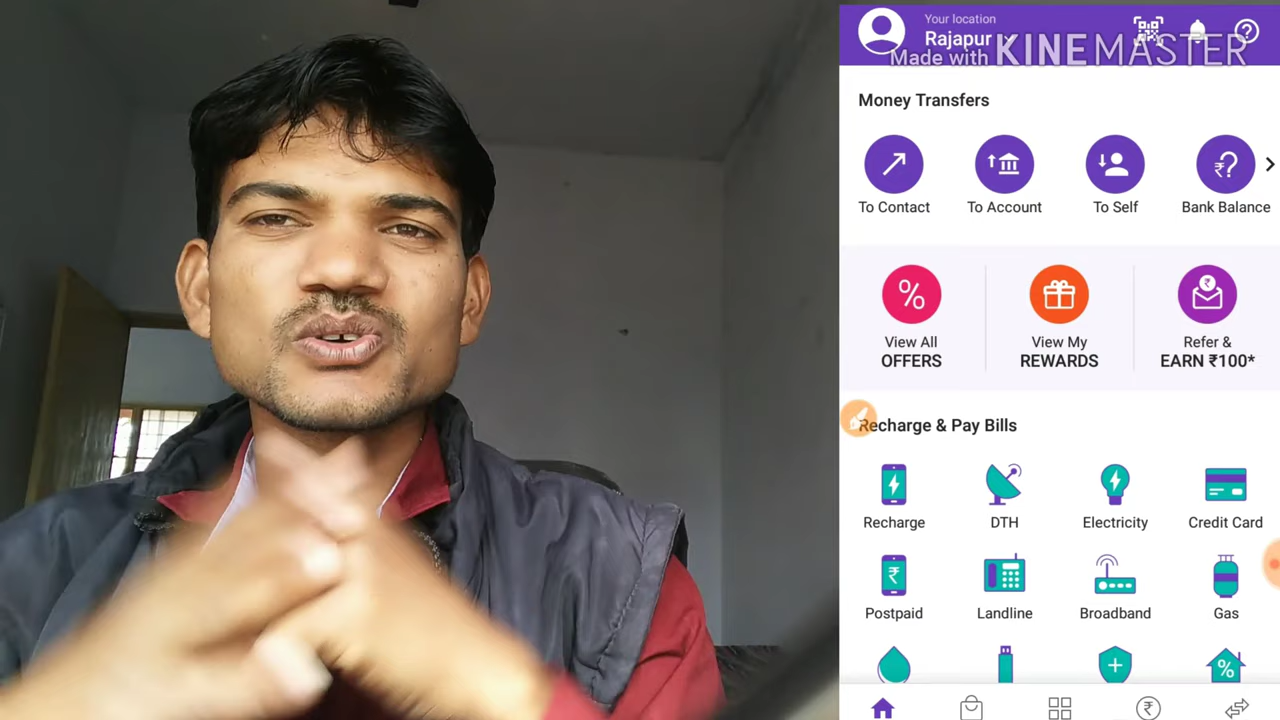 Your location
Rajapur
Made with KINEMASTER
Money Transfers
To Contact
To Account
To Self
Bank Balance
View All
OFFERS
View My
REWARDS
Refer &
EARN ₹100*
Recharge & Pay Bills
Recharge
DTH
Electricity
Credit Card
Postpaid
Landline
Broadband
Gas